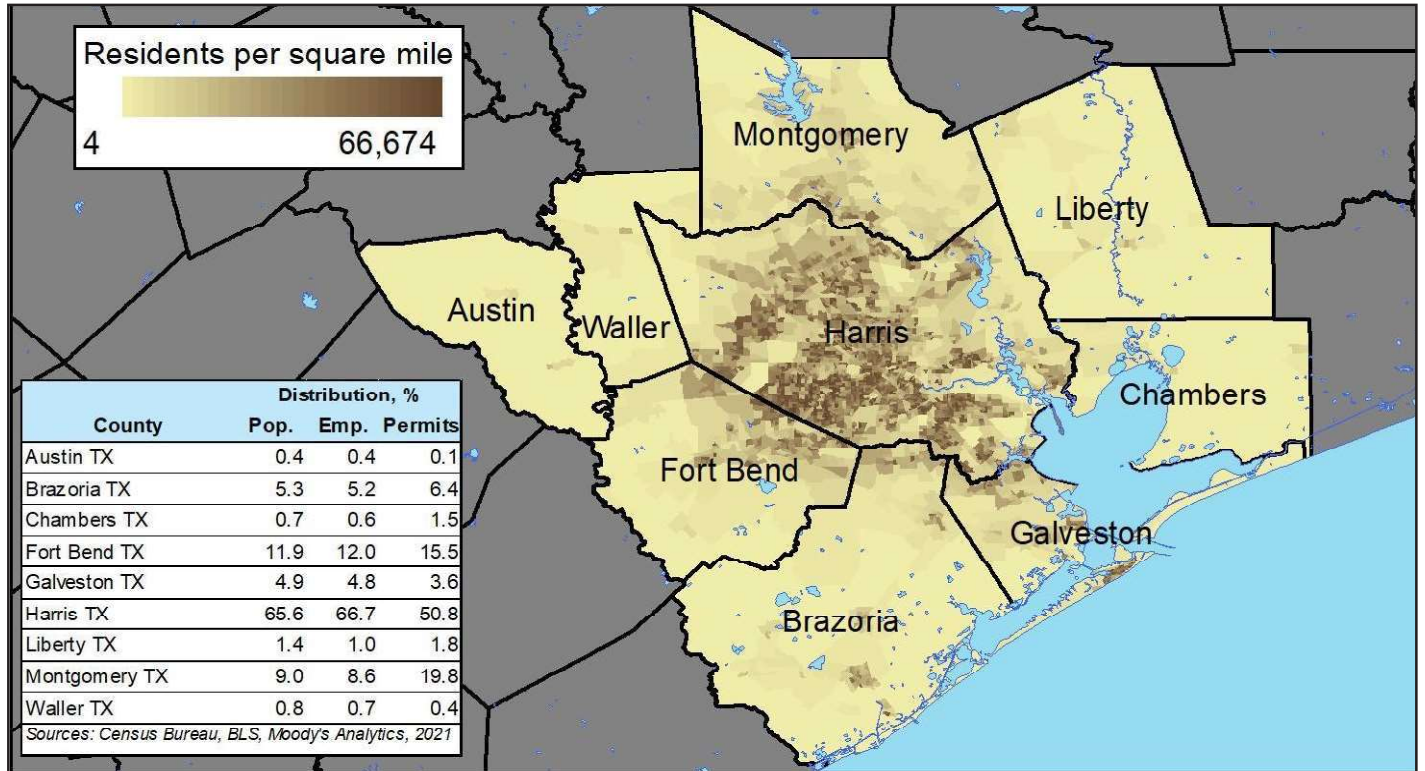 Residents per square mile
4 66,674
Montgomery
Liberty
Austin
Waller
Harris
Chambers
Fort Bend
Galveston
Brazoria
Distribution, %
County Pop. Emp. Permits
Austin TX 0.4 0.4 0.1
Brazoria TX 5.3 5.2 6.4
Chambers TX 0.7 0.6 1.5
Fort Bend TX 11.9 12.0 15.5
Galveston TX 4.9 4.8 3.6
Harris TX 65.6 66.7 50.8
Liberty TX 1.4 1.0 1.8
Montgomery TX 9.0 8.6 19.8
Waller TX 0.8 0.7 0.4
Sources: Census Bureau, BLS, Moody's Analytics, 2021